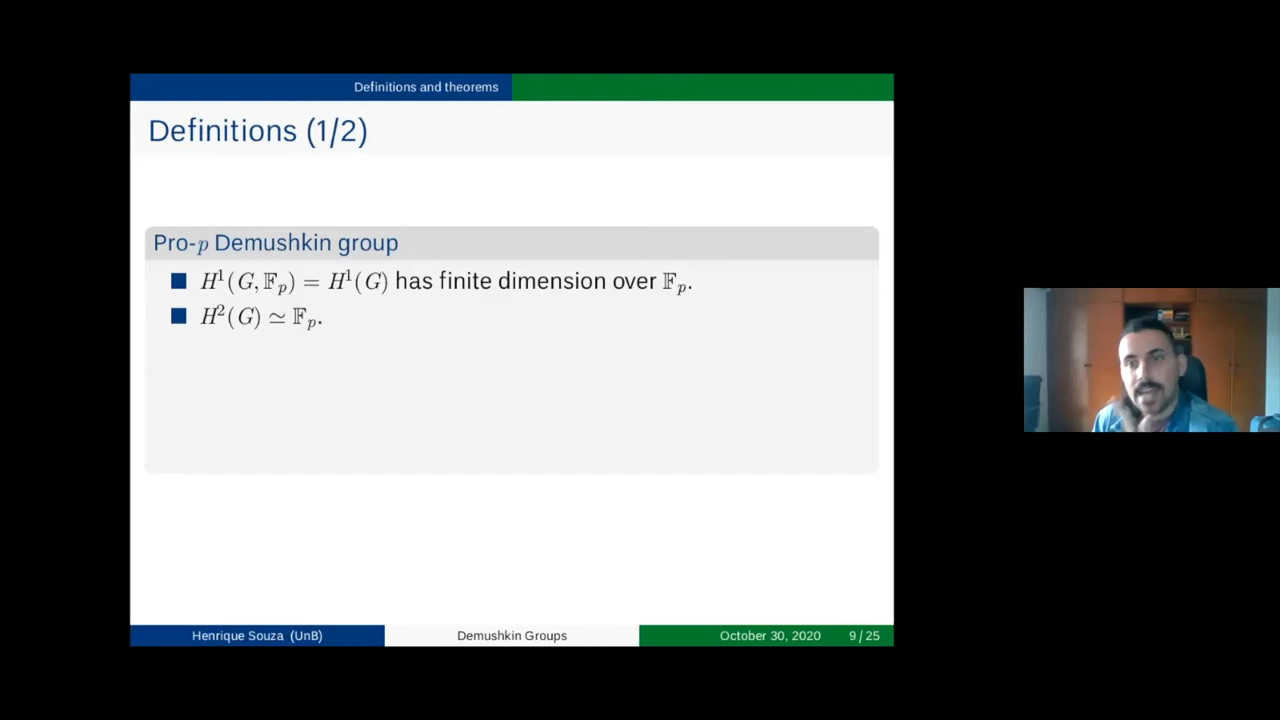 Definitions and theorems
Definitions (1/2)
Pro-p Demushkin group
H¹(G, 𝔽ₚ) = H¹(G) has finite dimension over 𝔽ₚ.
H²(G) ≃ 𝔽ₚ.
Henrique Souza (UnB) Demushkin Groups October 30, 2020 9 / 25